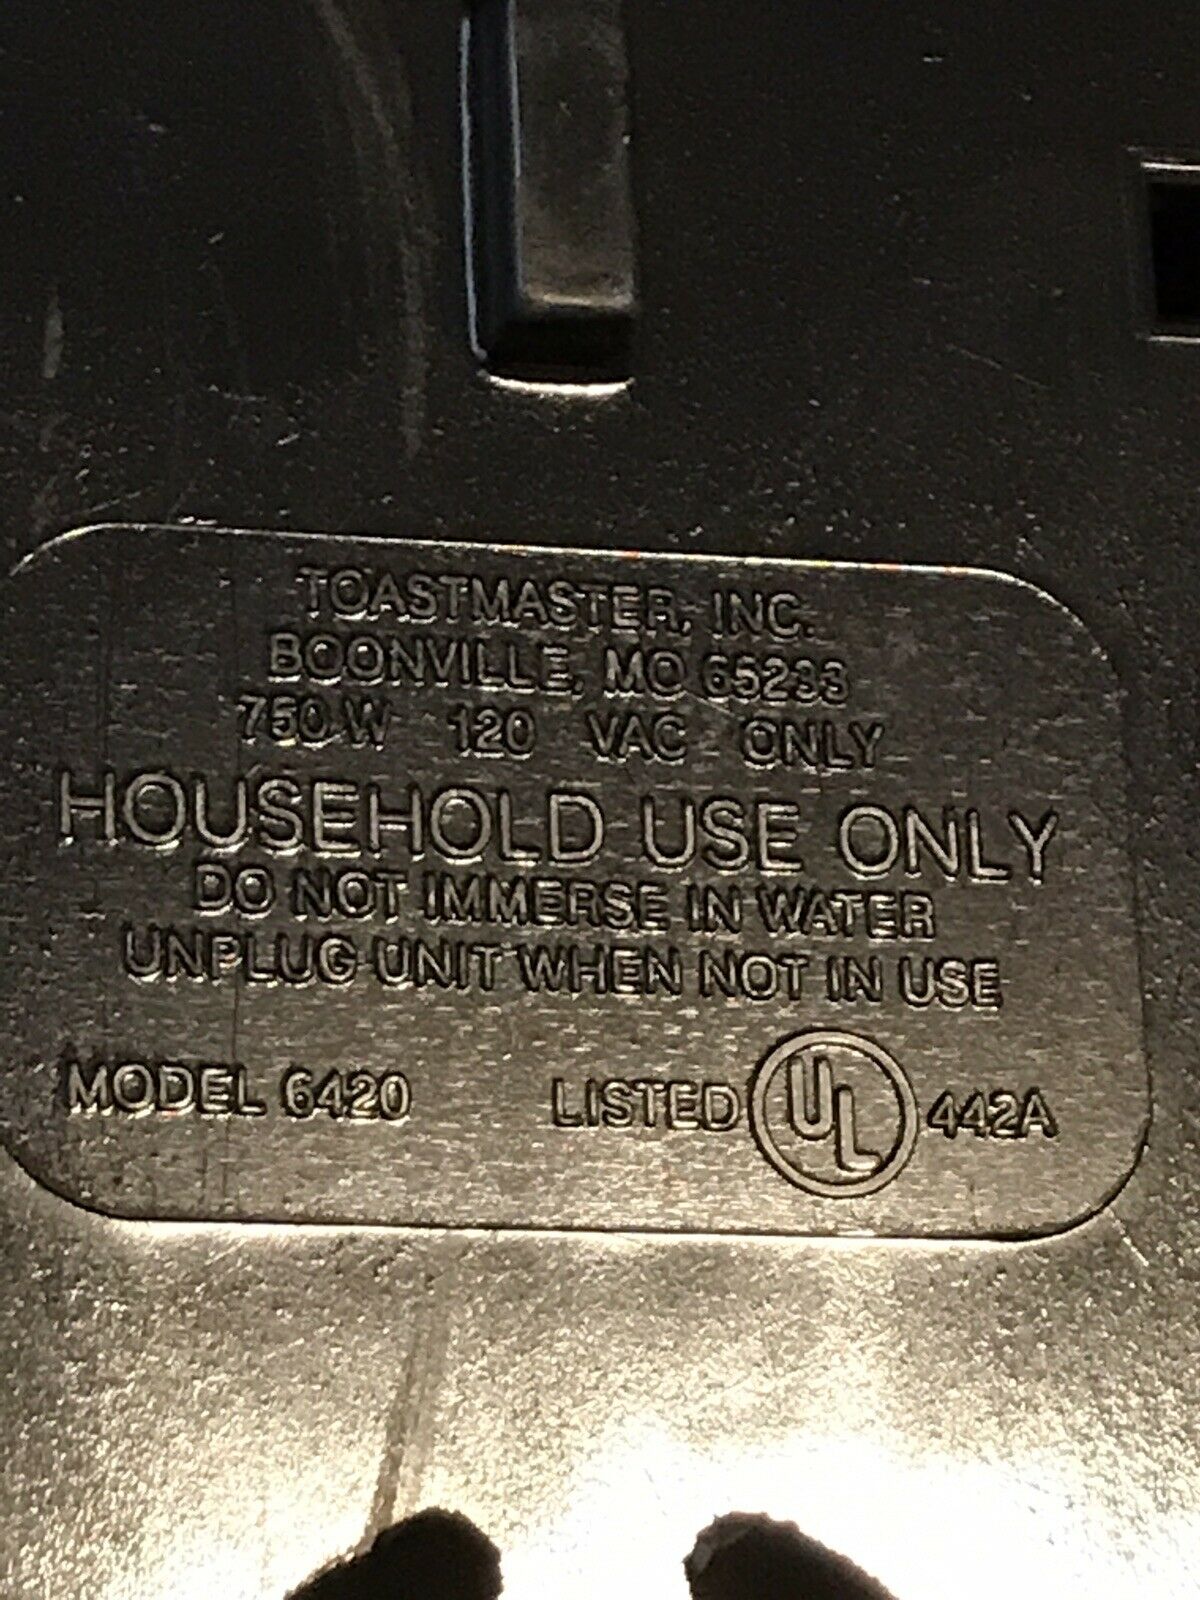 TOASTMASTER, INC.
BOONVILLE, MO 65233
750 W 120 VAC ONLY
HOUSEHOLD USE ONLY
DO NOT IMMERSE IN WATER
UNPLUG UNIT WHEN NOT IN USE
MODEL 6420 LISTED UL 442A